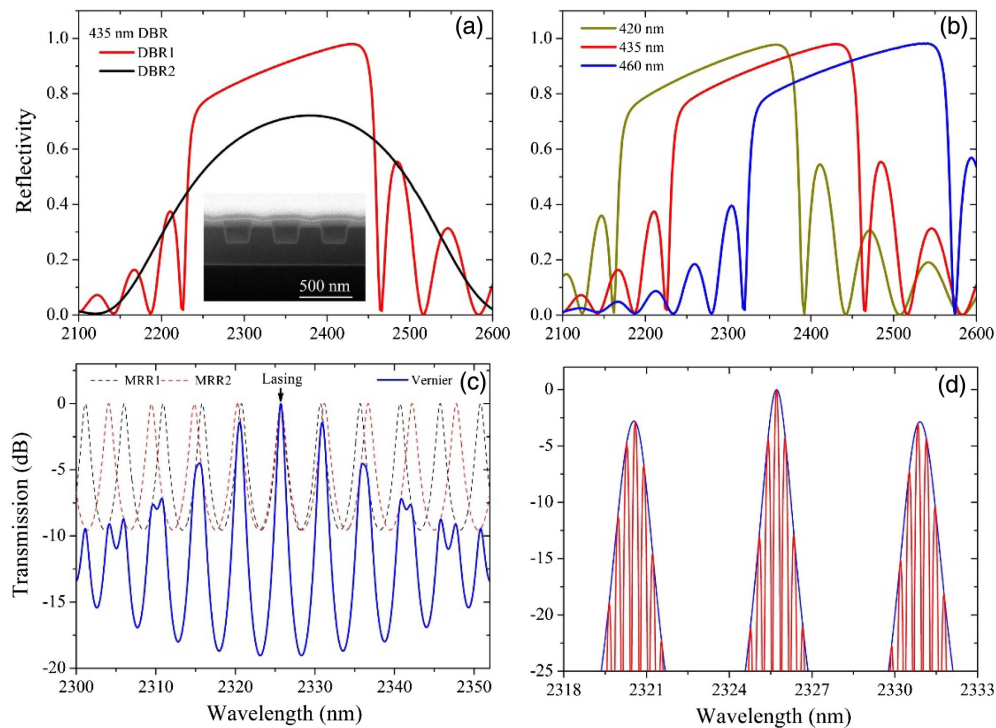 435 nm DBR
DBR1
DBR2
(a)
500 nm
Reflectivity
1.0
0.8
0.6
0.4
0.2
0.0
2100 2200 2300 2400 2500 2600
420 nm
435 nm
460 nm
(b)
1.0
0.8
0.6
0.4
0.2
0.0
2100 2200 2300 2400 2500 2600
MRR1 MRR2 Lasing Vernier
(c)
Transmission (dB)
0
-5
-10
-15
-20
2300 2310 2320 2330 2340 2350
Wavelength (nm)
(d)
0
-5
-10
-15
-20
-25
2318 2321 2324 2327 2330 2333
Wavelength (nm)